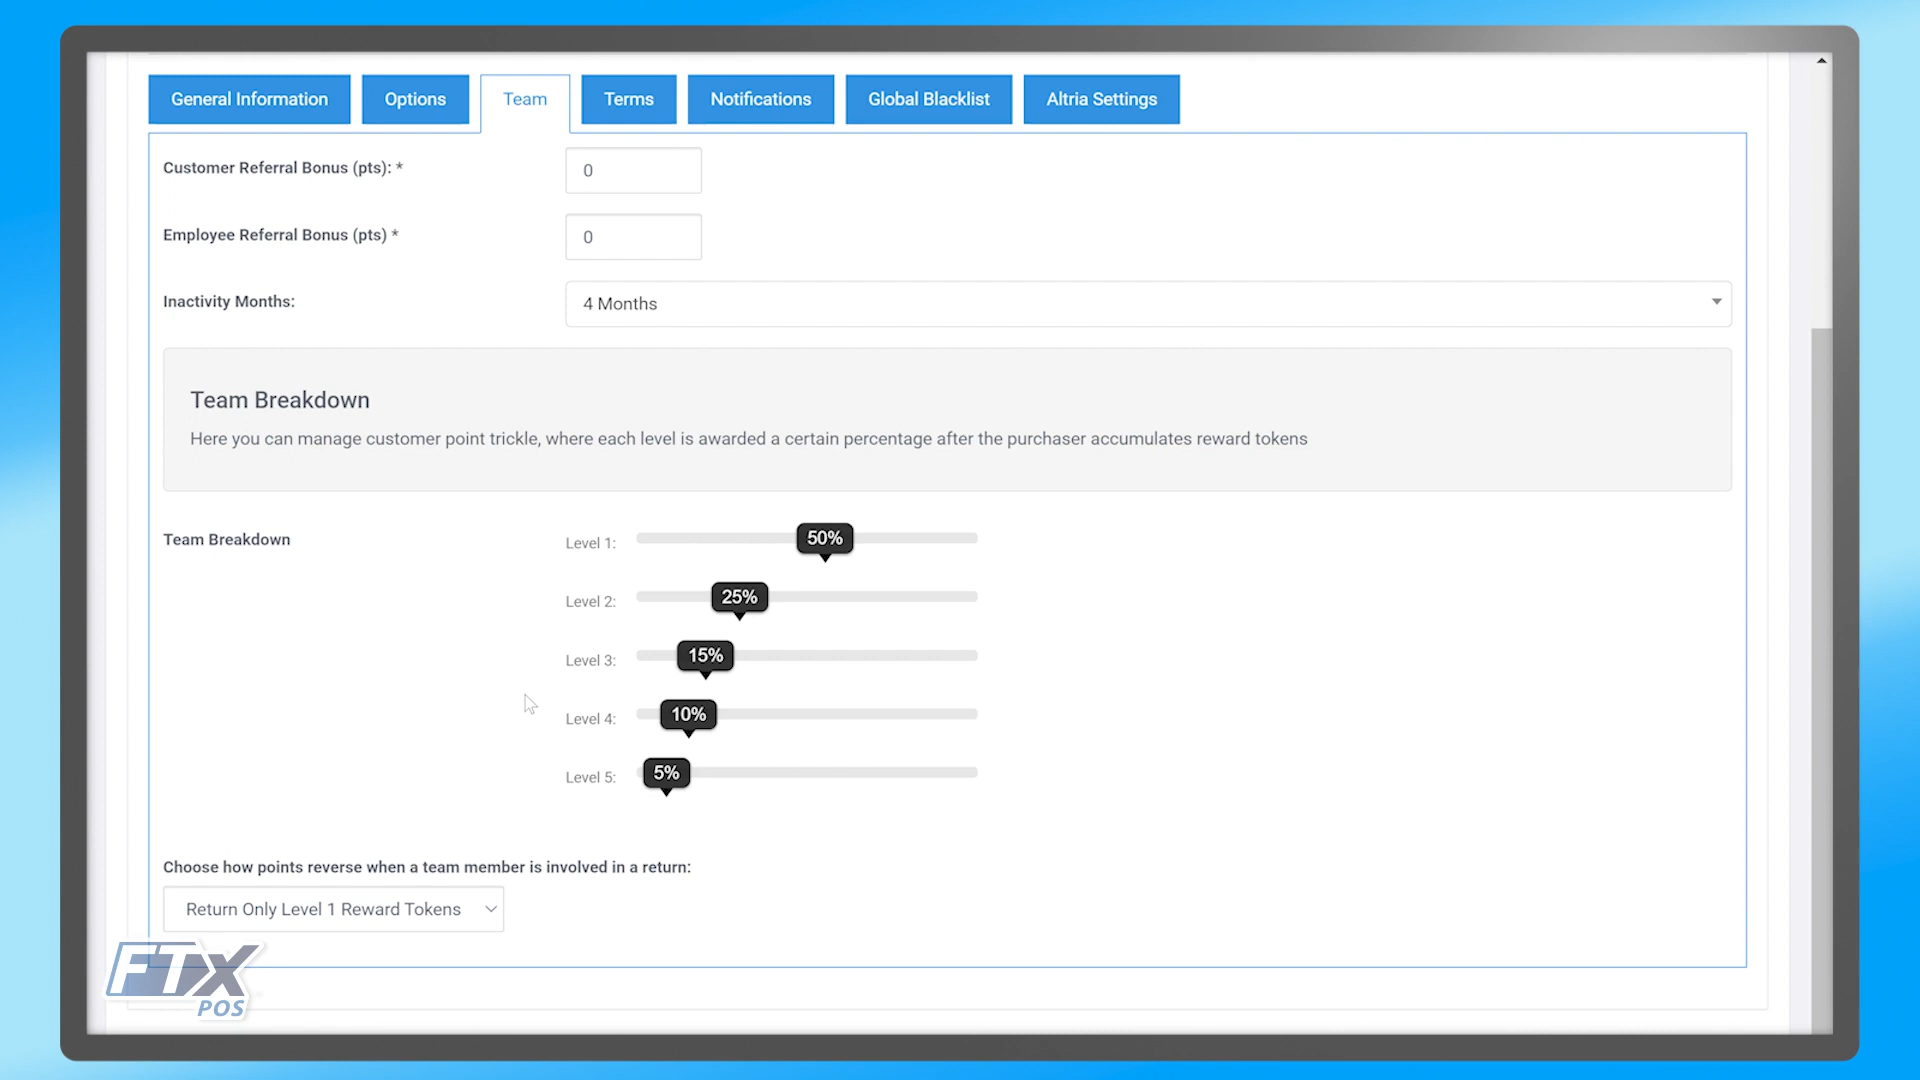 General Information
Options
Team
Terms
Notifications
Global Blacklist
Altria Settings
Customer Referral Bonus (pts): *
0
Employee Referral Bonus (pts) *
0
Inactivity Months:
4 Months
Team Breakdown
Here you can manage customer point trickle, where each level is awarded a certain percentage after the purchaser accumulates reward tokens
Team Breakdown
Level 1:
50%
Level 2:
25%
Level 3:
15%
Level 4:
10%
Level 5:
5%
Choose how points reverse when a team member is involved in a return:
Return Only Level 1 Reward Tokens
FTX
POS